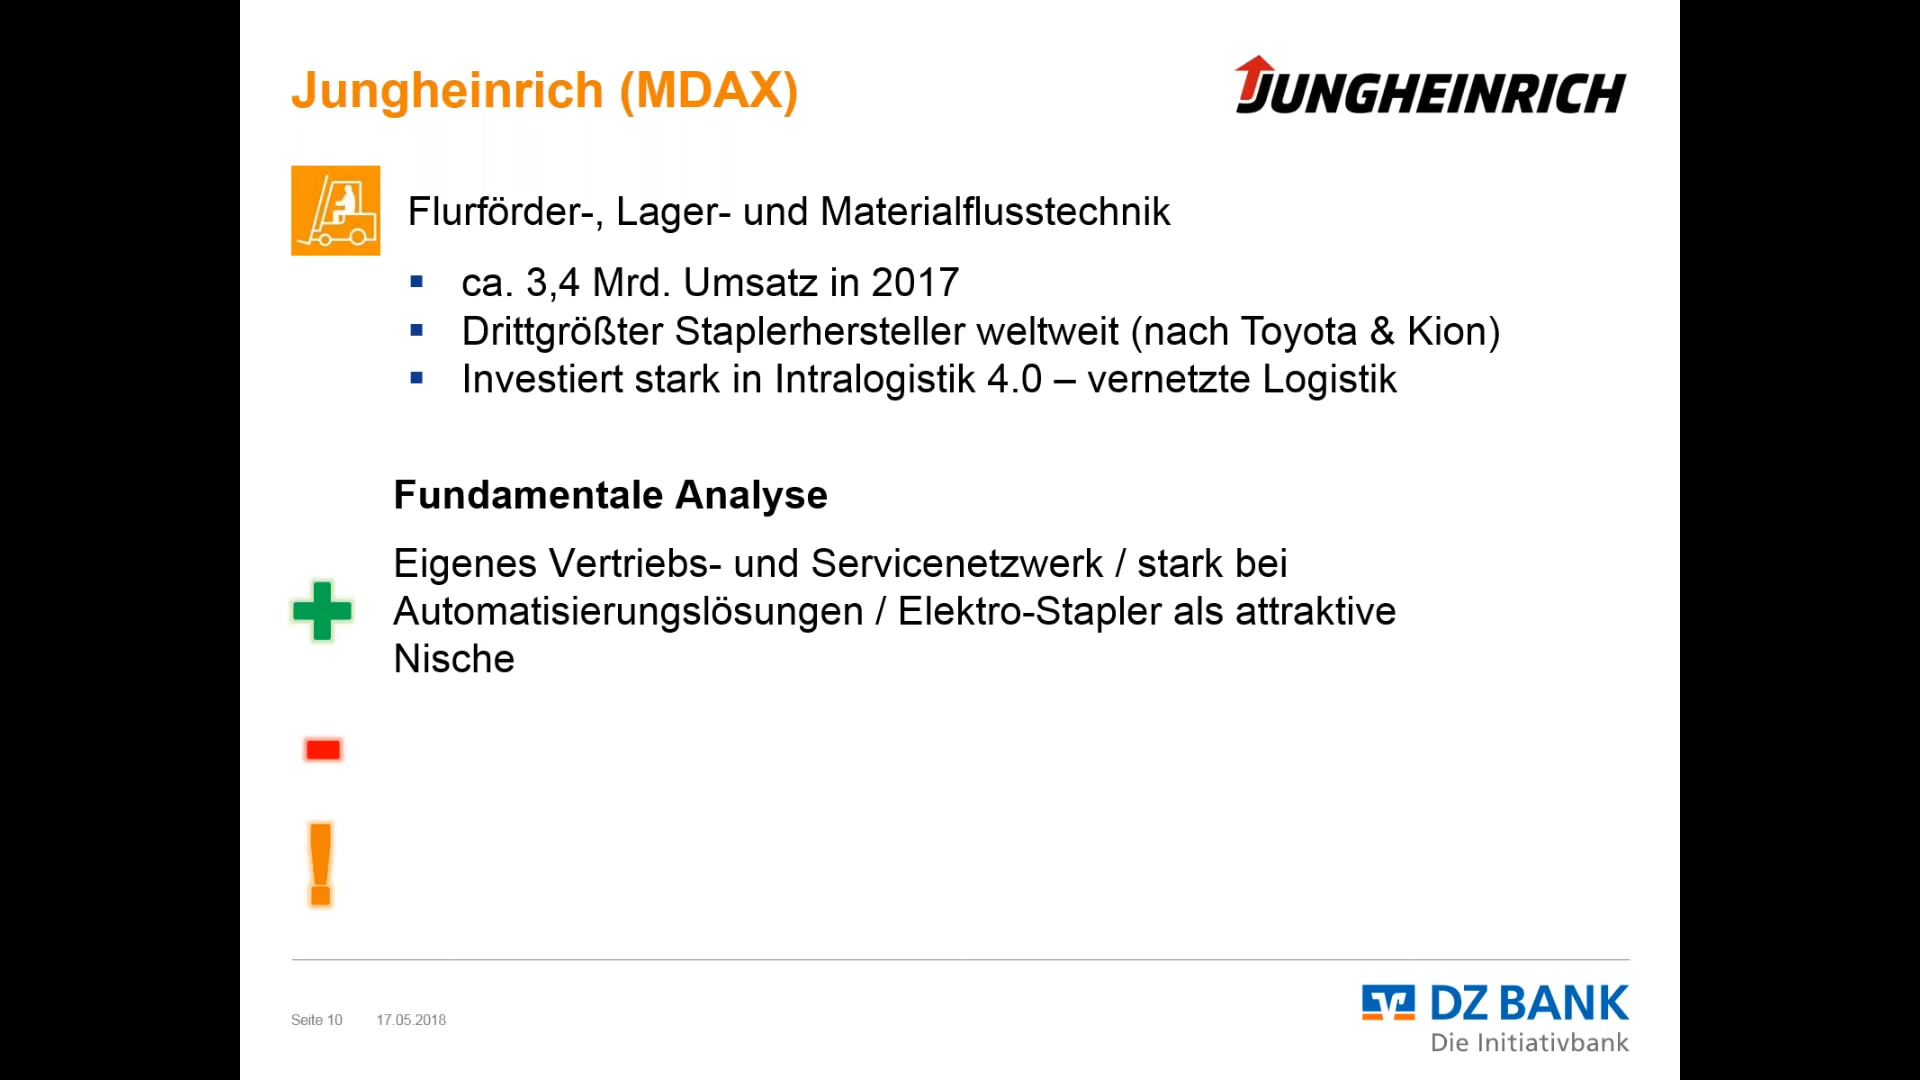 Jungheinrich (MDAX)
JUNGHEINRICH
Flurförder-, Lager- und Materialflusstechnik
ca. 3,4 Mrd. Umsatz in 2017
Drittgrößter Staplerhersteller weltweit (nach Toyota & Kion)
Investiert stark in Intralogistik 4.0 – vernetzte Logistik
Fundamentale Analyse
Eigenes Vertriebs- und Servicenetzwerk / stark bei
Automatisierungslösungen / Elektro-Stapler als attraktive
Nische
!
Seite 10 17.05.2018
DZ BANK
Die Initiativbank